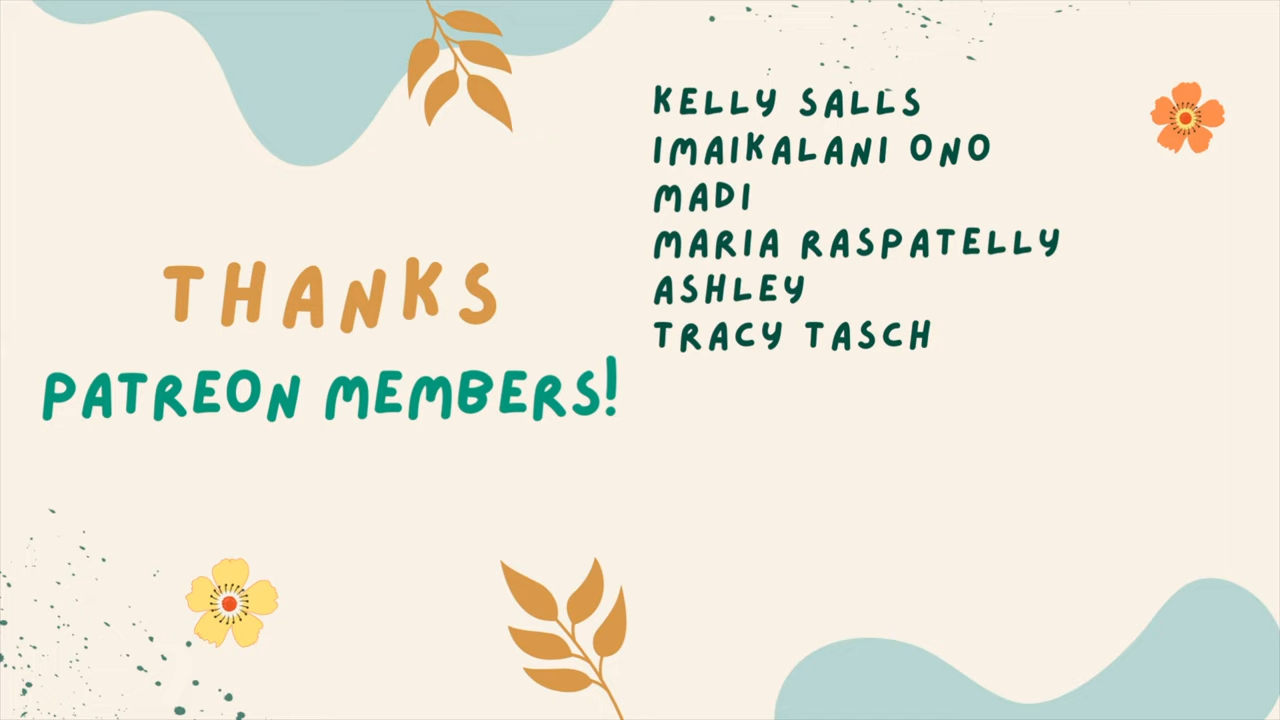 THANKS
PATREON MEMBERS!
KELLY SALLS
IMAIKALANI ONO
MADI
MARIA RASPATELLY
ASHLEY
TRACY TASCH